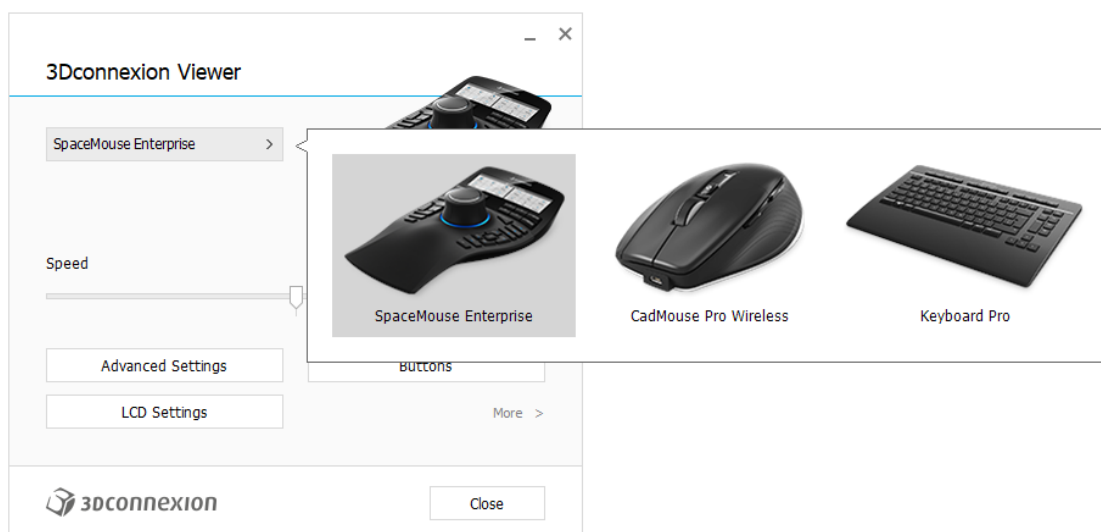 3Dconnexion Viewer
SpaceMouse Enterprise >
SpaceMouse Enterprise
CadMouse Pro Wireless
Keyboard Pro
Speed
Advanced Settings
Buttons
LCD Settings
More >
3Dconnexion
Close